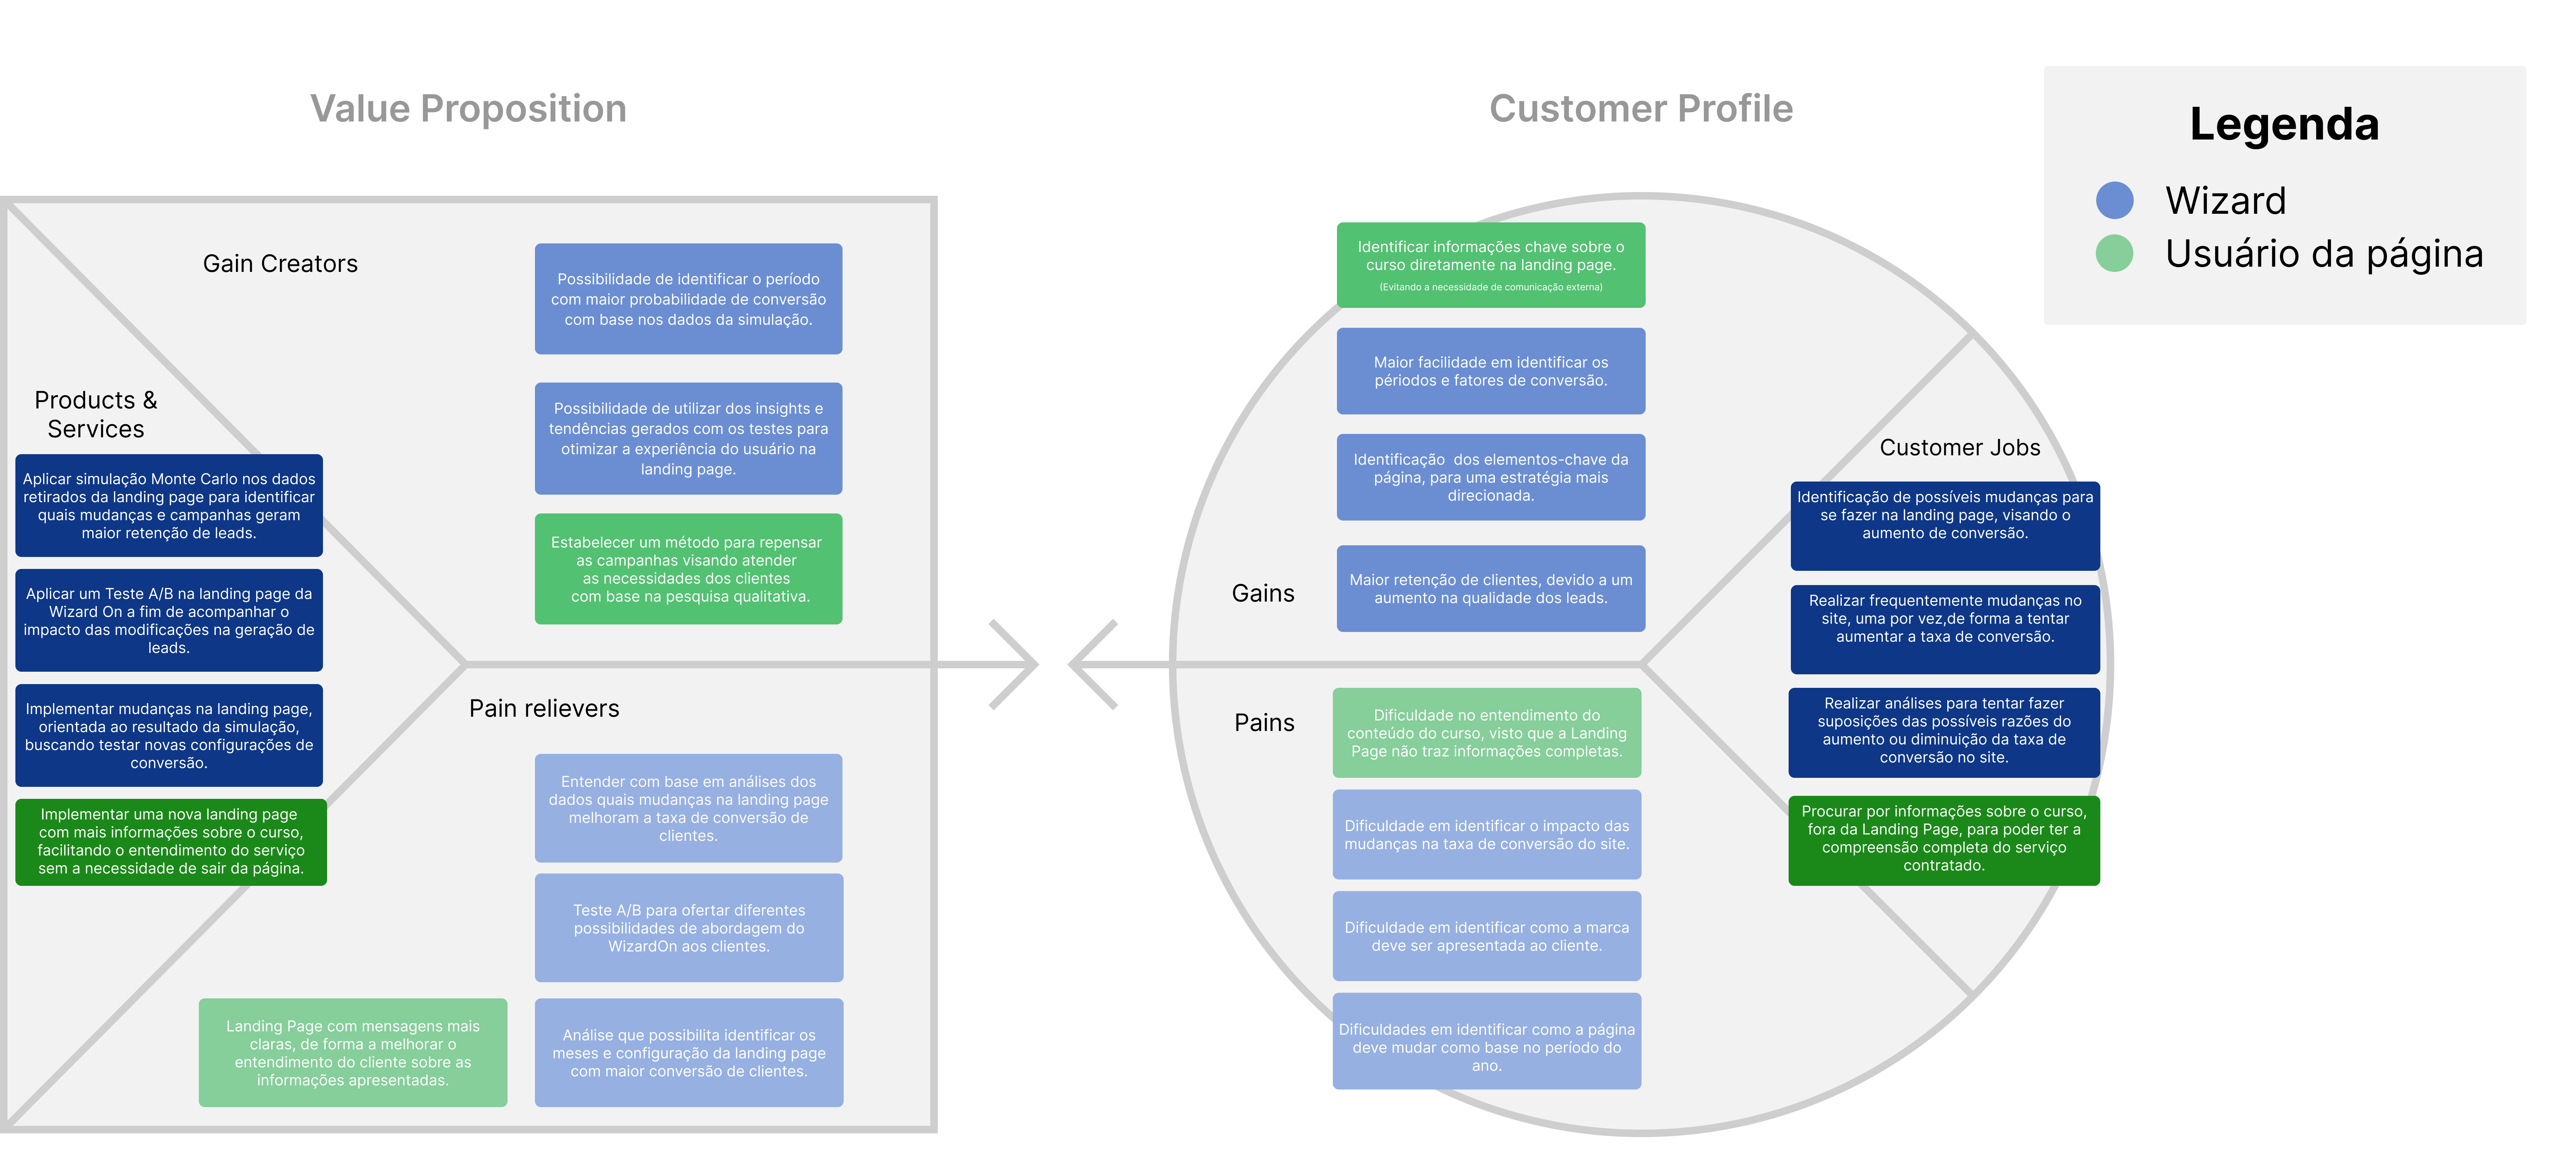 Value Proposition
Customer Profile
Legenda
Wizard
Usuário da página
Gain Creators
Possibilidade de identificar o período
com maior probabilidade de conversão
com base nos dados da simulação.
Possibilidade de utilizar dos insights e
tendências gerados com os testes para
otimizar a experiência do usuário na
landing page.
Estabelecer um método para repensar
as campanhas visando atender
as necessidades dos clientes
com base na pesquisa qualitativa.
Products &
Services
Aplicar simulação Monte Carlo nos dados
retirados da landing page para identificar
quais mudanças e campanhas geram
maior retenção de leads.
Aplicar um Teste A/B na landing page da
Wizard On a fim de acompanhar o
impacto das modificações na geração de
leads.
Implementar mudanças na landing page,
orientada ao resultado da simulação,
buscando testar novas configurações de
conversão.
Implementar uma nova landing page
com mais informações sobre o curso,
facilitando o entendimento do serviço
sem a necessidade de sair da página.
Pain relievers
Entender com base em análises dos
dados quais mudanças na landing page
melhoram a taxa de conversão de
clientes.
Teste A/B para ofertar diferentes
possibilidades de abordagem do
WizardOn aos clientes.
Landing Page com mensagens mais
claras, de forma a melhorar o
entendimento do cliente sobre as
informações apresentadas.
Análise que possibilita identificar os
meses e configuração da landing page
com maior conversão de clientes.
Gains
Identificar informações chave sobre o
curso diretamente na landing page.
(Evitando a necessidade de comunicação externa)
Maior facilidade em identificar os
périodos e fatores de conversão.
Identificação  dos elementos-chave da
página, para uma estratégia mais
direcionada.
Maior retenção de clientes, devido a um
aumento na qualidade dos leads.
Pains
Dificuldade no entendimento do
conteúdo do curso, visto que a Landing
Page não traz informações completas.
Dificuldade em identificar o impacto das
mudanças na taxa de conversão do site.
Dificuldade em identificar como a marca
deve ser apresentada ao cliente.
Dificuldades em identificar como a página
deve mudar como base no período do
ano.
Customer Jobs
Identificação de possíveis mudanças para
se fazer na landing page, visando o
aumento de conversão.
Realizar frequentemente mudanças no
site, uma por vez,de forma a tentar
aumentar a taxa de conversão.
Realizar análises para tentar fazer
suposições das possíveis razões do
aumento ou diminuição da taxa de
conversão no site.
Procurar por informações sobre o curso,
fora da Landing Page, para poder ter a
compreensão completa do serviço
contratado.